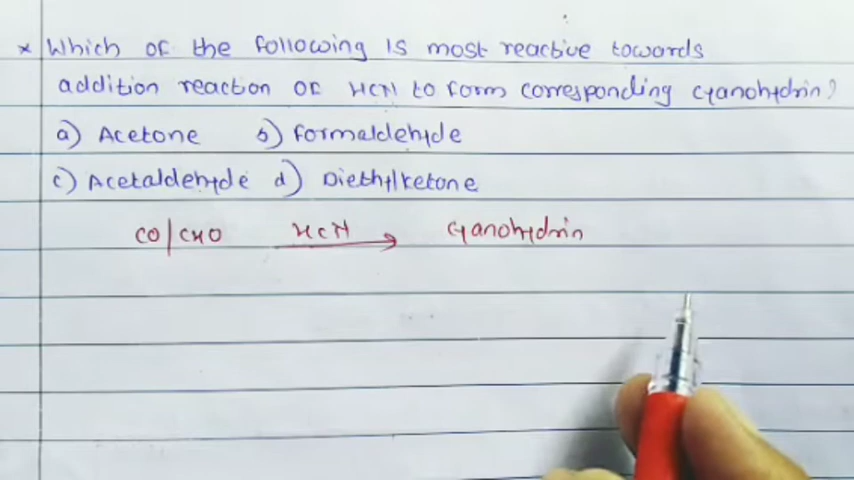 * Which of the following is most reactive towards
addition reaction of HCN to form corresponding cyanohydrin?
a) Acetone b) Formaldehyde
c) Acetaldehyde d) Diethylketone
CO/CHO HCN → cyanohydrin